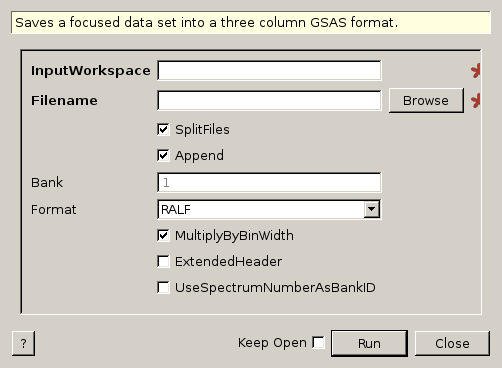 Saves a focused data set into a three column GSAS format.
InputWorkspace
Filename Browse
SplitFiles
Append
Bank 1
Format RALF
MultiplyByBinWidth
ExtendedHeader
UseSpectrumNumberAsBankID
? Keep Open Run Close